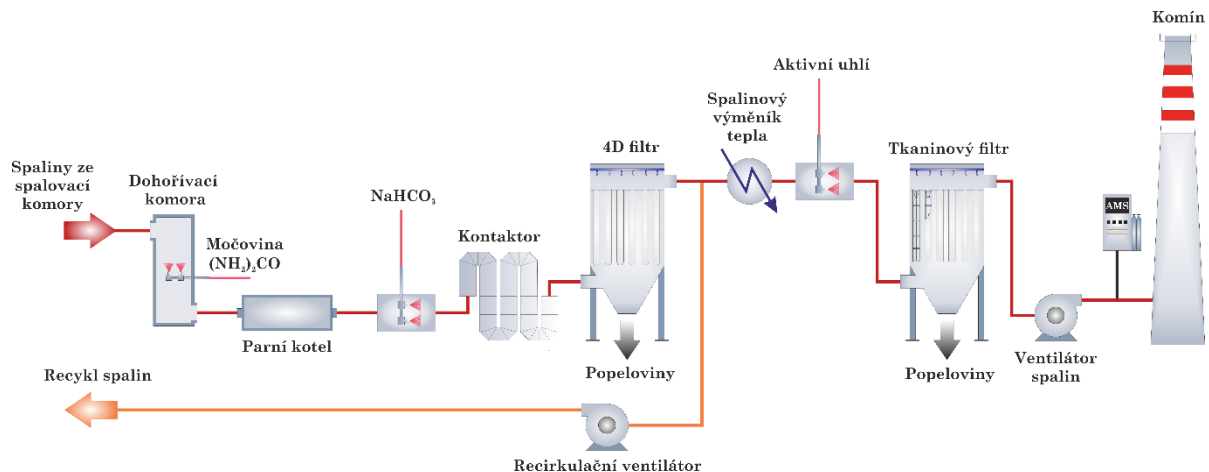 Komín
Aktivní uhlí
Spalinový
výměník
tepla
4D filtr
Tkaninový filtr
Spaliny ze
spalovací
komory
Dohořívací
komora
NaHCO₃
AMS
Močovina
(NH₂)₂CO
Kontaktor
Parní kotel
Popeloviny
Popeloviny
Ventilátor
spalin
Recykl spalin
Recirkulační ventilátor